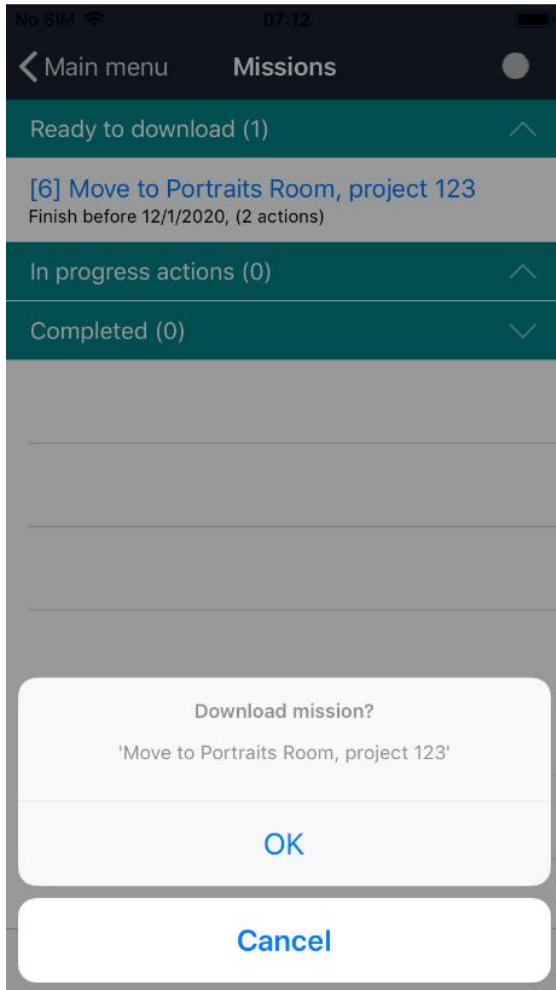 No SIM 07:12
Main menu Missions
Ready to download (1)
[6] Move to Portraits Room, project 123
Finish before 12/1/2020, (2 actions)
In progress actions (0)
Completed (0)
Download mission?
'Move to Portraits Room, project 123'
OK
Cancel